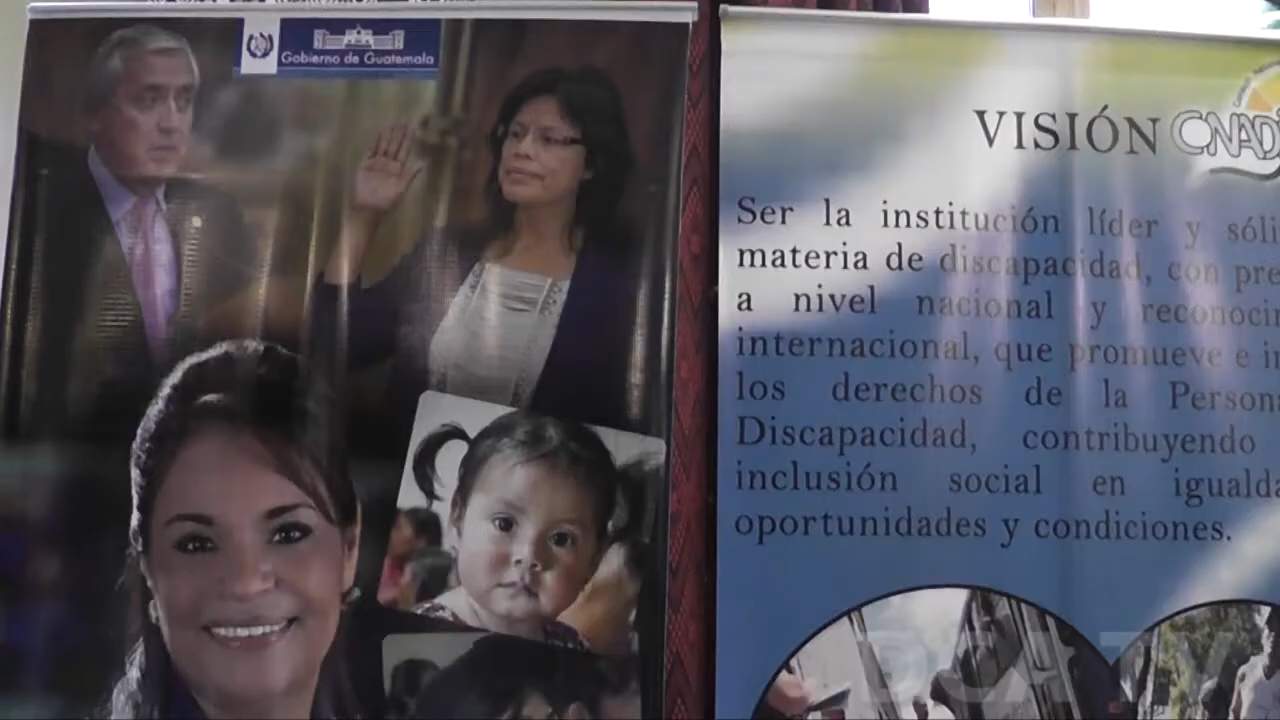 Gobierno de Guatemala
VISIÓN
Ser la institución líder y
materia de discapacidad, con
a nivel nacional y
internacional, que promueve e
los derechos de la
Discapacidad, contribuyendo
inclusión social en
oportunidades y condiciones.